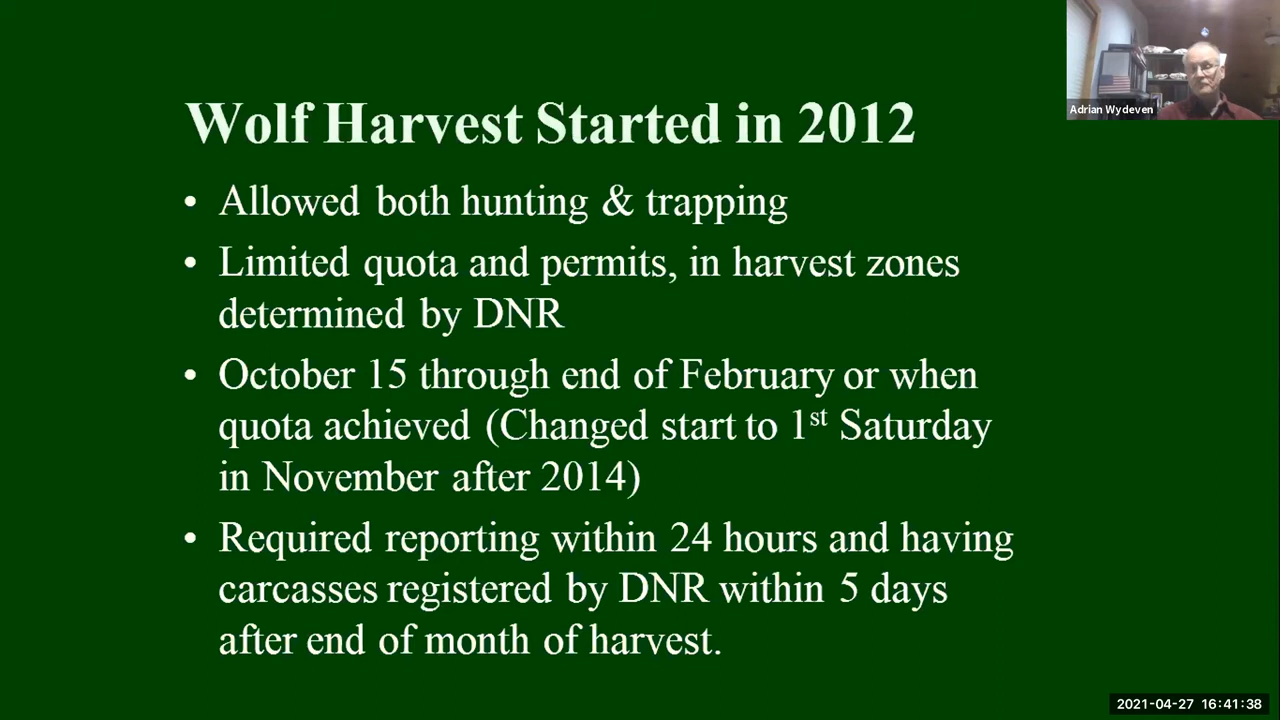 Wolf Harvest Started in 2012
• Allowed both hunting & trapping
• Limited quota and permits, in harvest zones
determined by DNR
• October 15 through end of February or when
quota achieved (Changed start to 1st Saturday
in November after 2014)
• Required reporting within 24 hours and having
carcasses registered by DNR within 5 days
after end of month of harvest.
Adrian Wydeven
2021-04-27 16:41:38